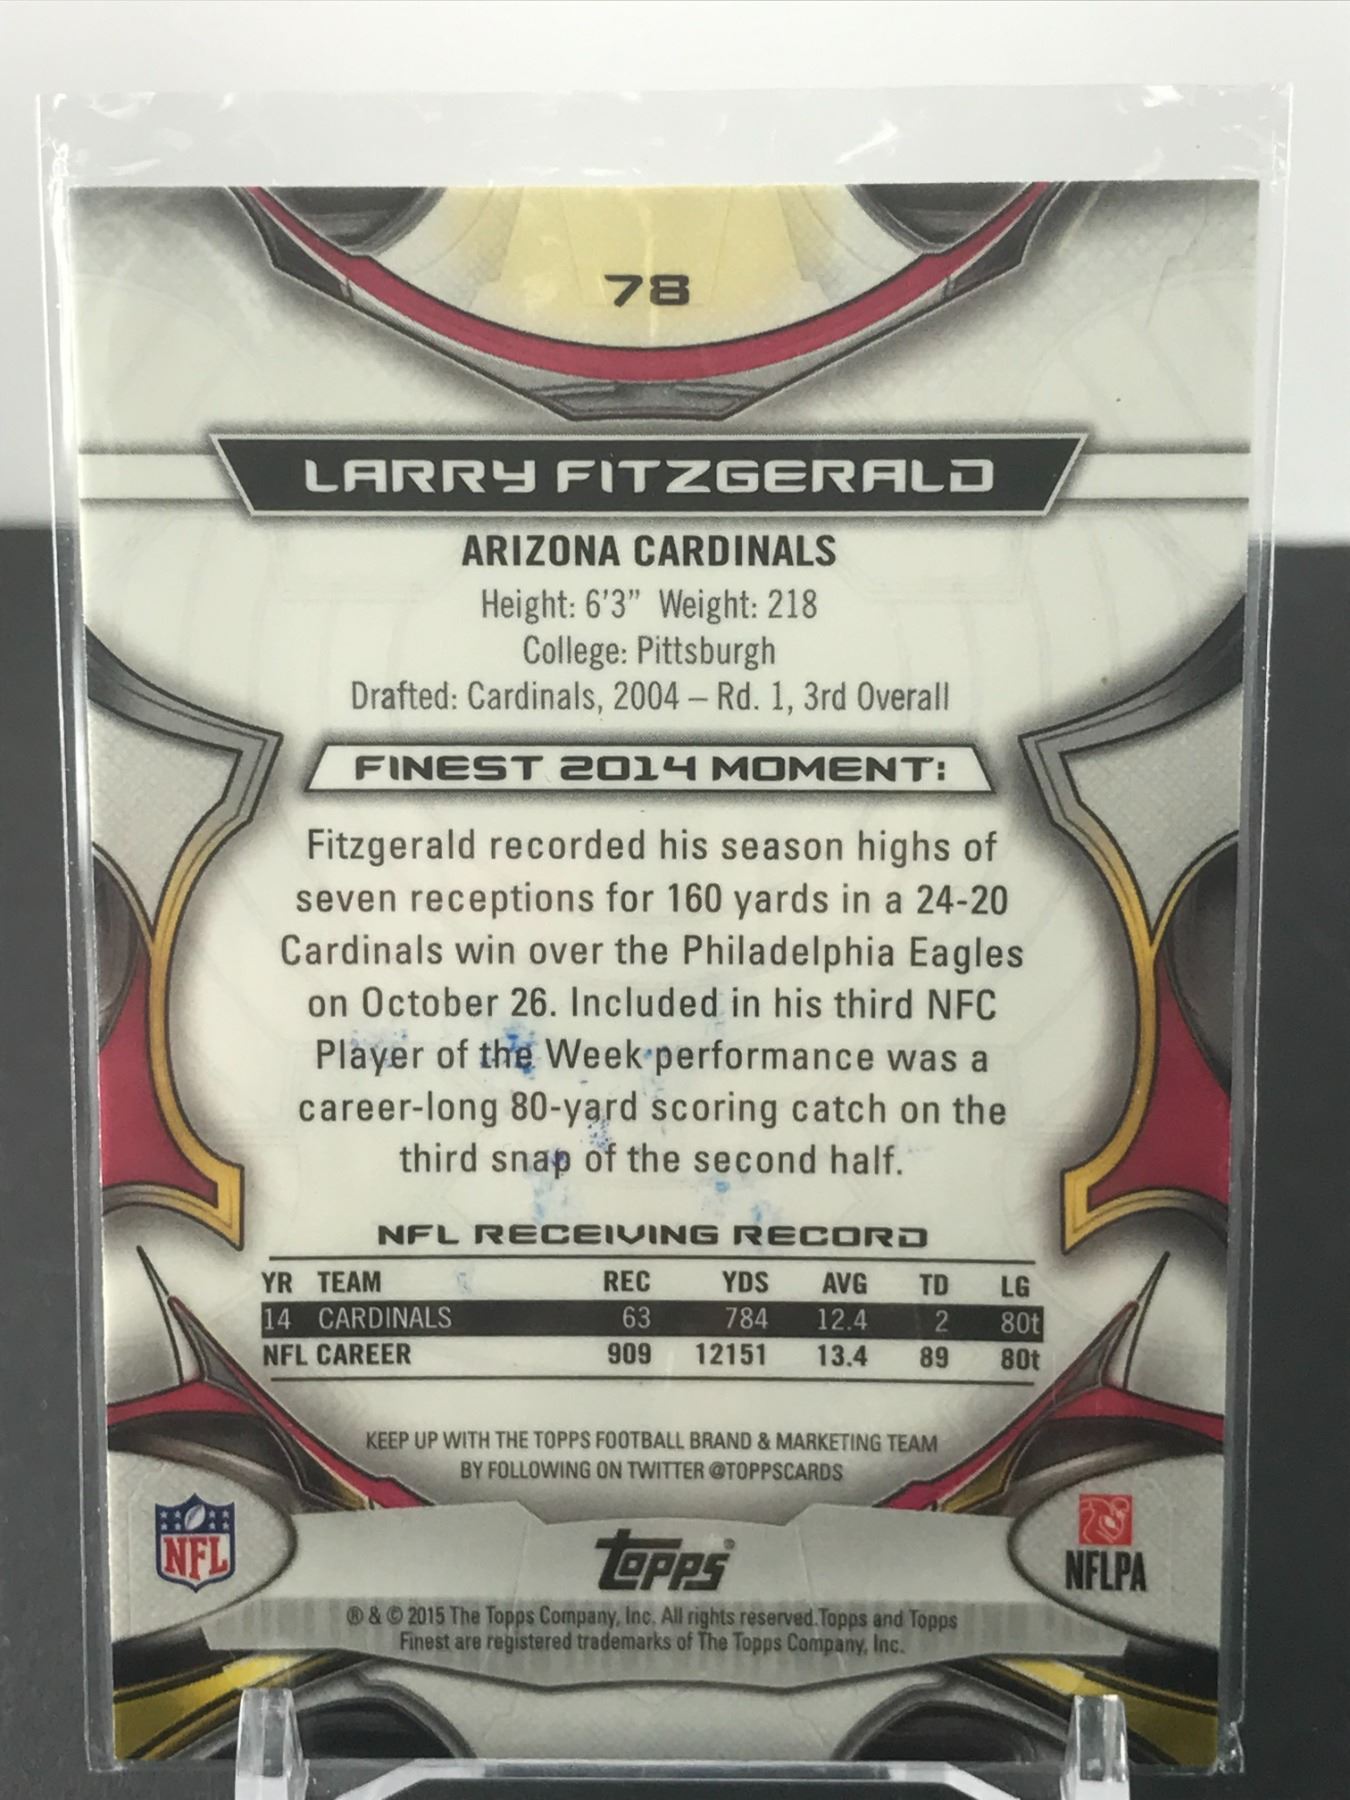 78
LARRY FITZGERALD
ARIZONA CARDINALS
Height: 6'3" Weight: 218
College: Pittsburgh
Drafted: Cardinals, 2004 – Rd. 1, 3rd Overall
FINEST 2014 MOMENT:
Fitzgerald recorded his season highs of
seven receptions for 160 yards in a 24-20
Cardinals win over the Philadelphia Eagles
on October 26. Included in his third NFC
Player of the Week performance was a
career-long 80-yard scoring catch on the
third snap of the second half.
NFL RECEIVING RECORD
YR TEAM REC YDS AVG TD LG
14 CARDINALS 63 784 12.4 2 80t
NFL CAREER 909 12151 13.4 89 80t
KEEP UP WITH THE TOPPS FOOTBALL BRAND & MARKETING TEAM
BY FOLLOWING ON TWITTER @TOPPSCARDS
NFL
topps®
NFLPA
® & © 2015 The Topps Company, Inc. All rights reserved. Topps and Topps
Finest are registered trademarks of The Topps Company, Inc.